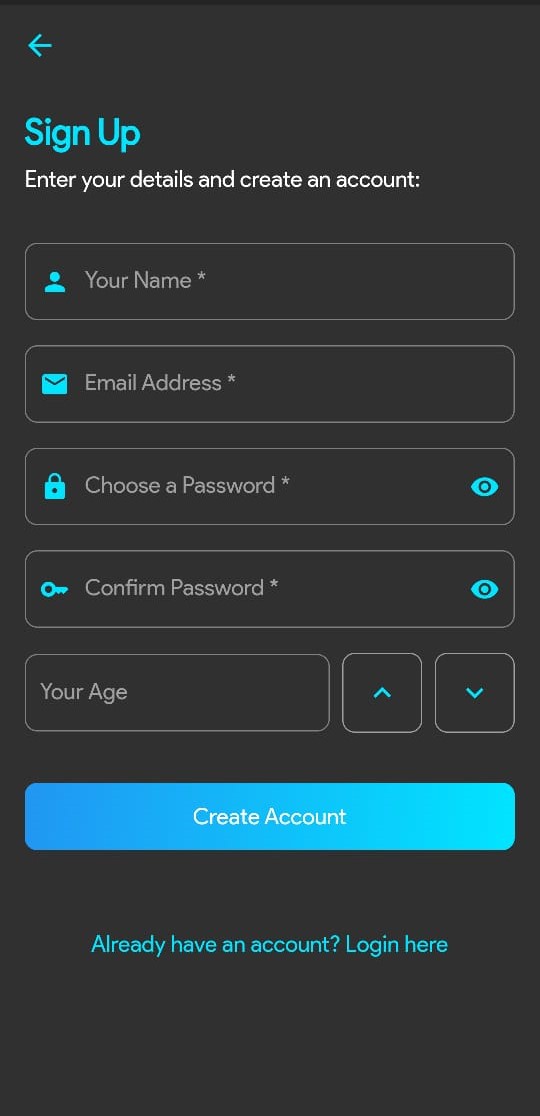 Sign Up
Enter your details and create an account:
Your Name *
Email Address *
Choose a Password *
Confirm Password *
Your Age
Create Account
Already have an account? Login here